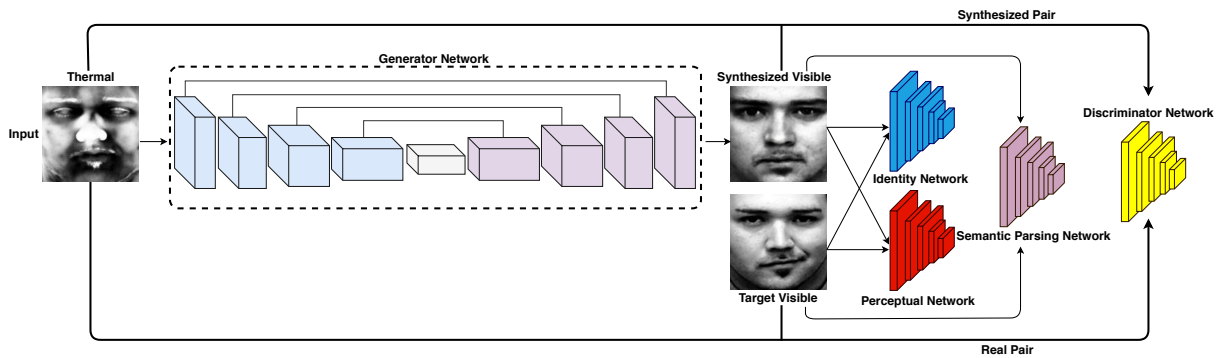 Synthesized Pair
Generator Network
Thermal
Synthesized Visible
Input
Discriminator Network
Identity Network
Semantic Parsing Network
Target Visible
Perceptual Network
Real Pair